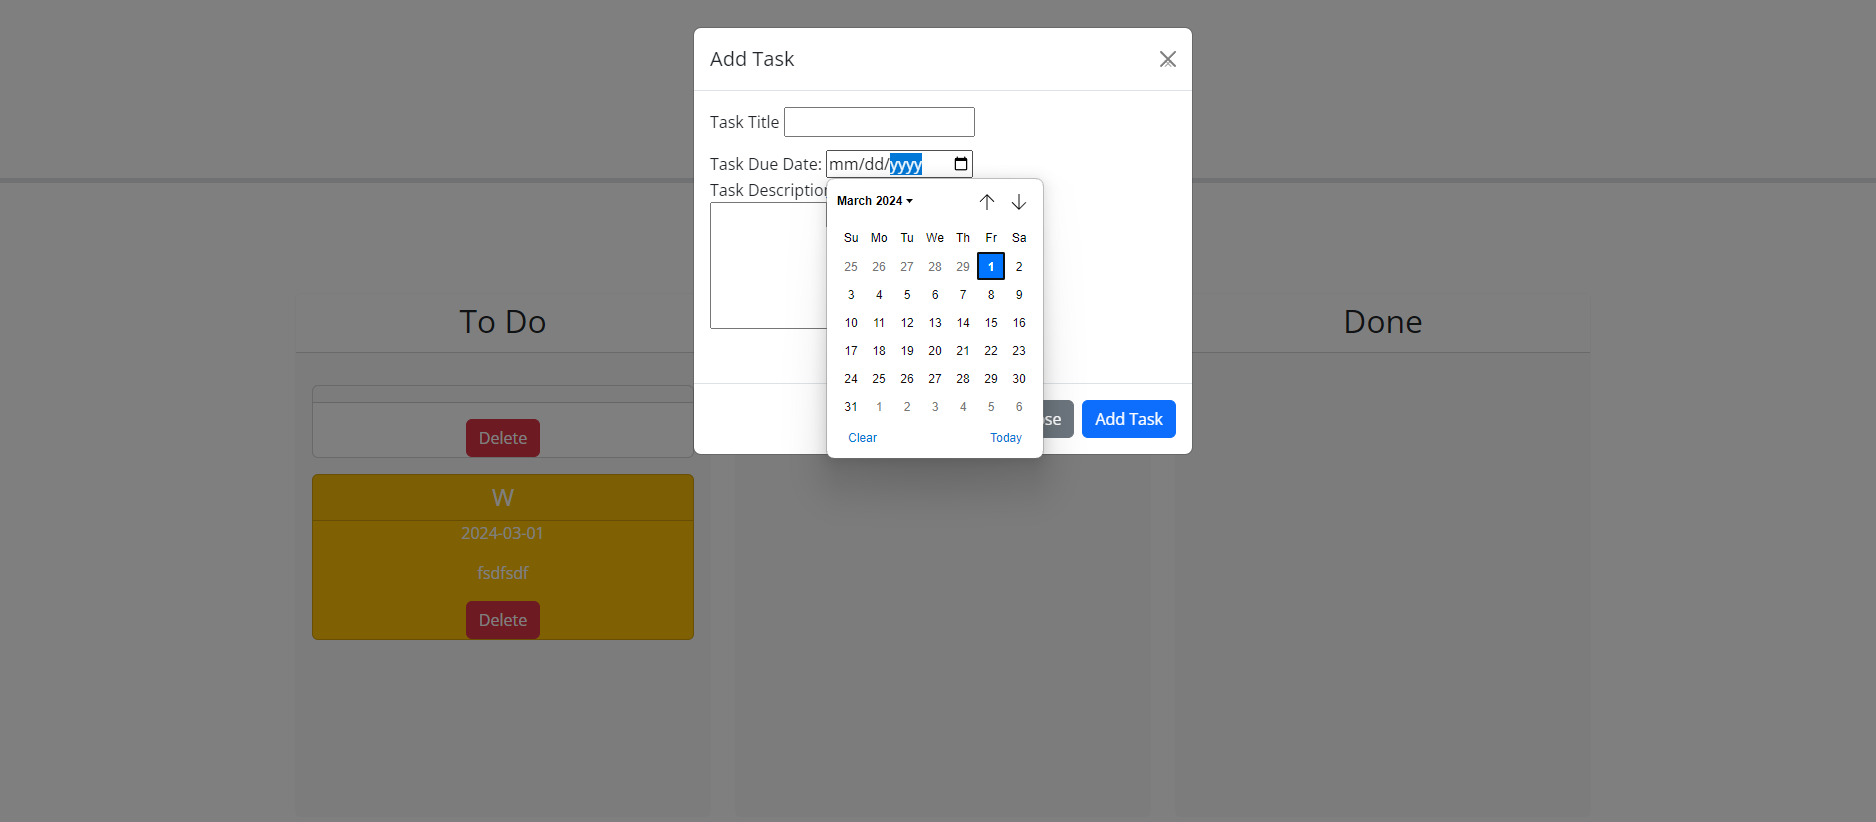 Add Task
Task Title
Task Due Date: mm/dd/yyyy
Task Description
March 2024
Su Mo Tu We Th Fr Sa
25 26 27 28 29 1 2
3 4 5 6 7 8 9
10 11 12 13 14 15 16
17 18 19 20 21 22 23
24 25 26 27 28 29 30
31 1 2 3 4 5 6
Clear Today
se Add Task
To Do
Delete
W
2024-03-01
fsdfsdf
Delete
Done